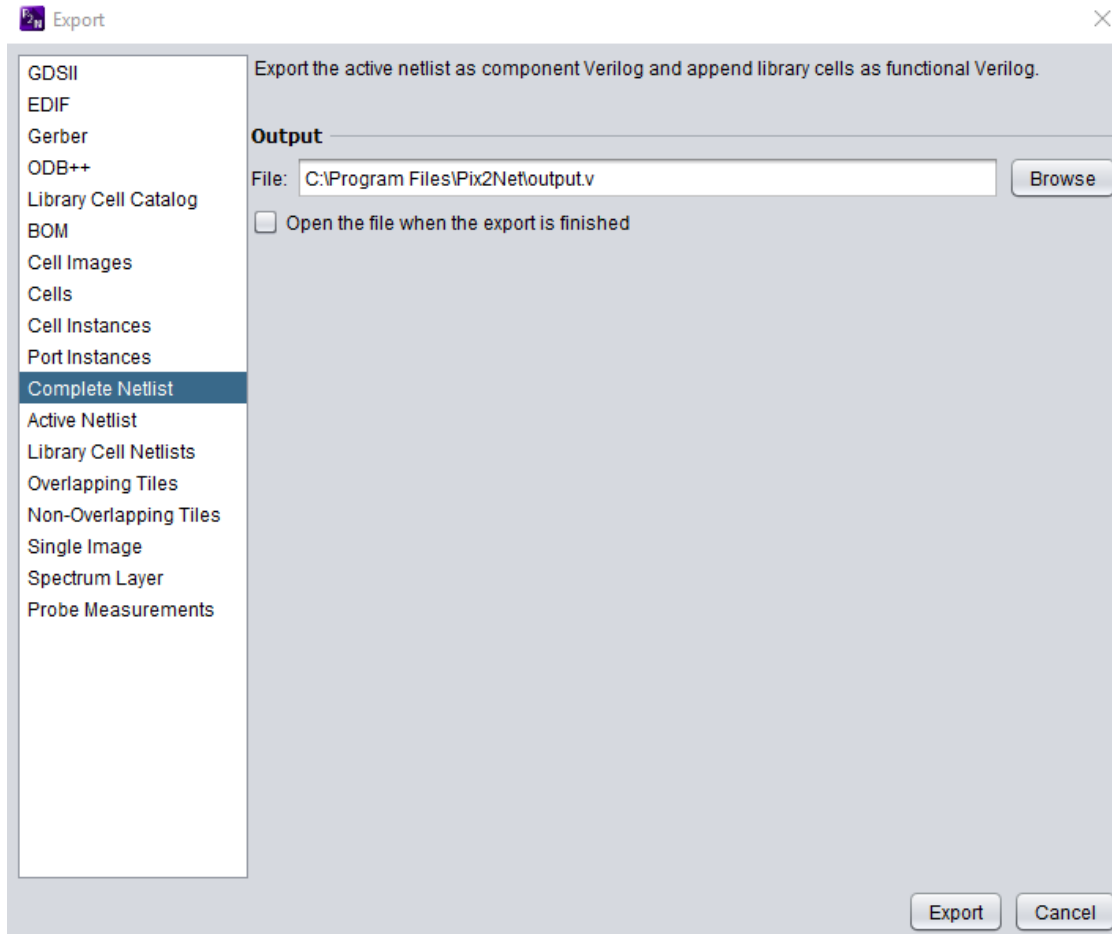 P2N Export
GDSII
EDIF
Gerber
ODB++
Library Cell Catalog
BOM
Cell Images
Cells
Cell Instances
Port Instances
Complete Netlist
Active Netlist
Library Cell Netlists
Overlapping Tiles
Non-Overlapping Tiles
Single Image
Spectrum Layer
Probe Measurements
Export the active netlist as component Verilog and append library cells as functional Verilog.
Output
File: C:\Program Files\Pix2Net\output.v Browse
Open the file when the export is finished
Export Cancel